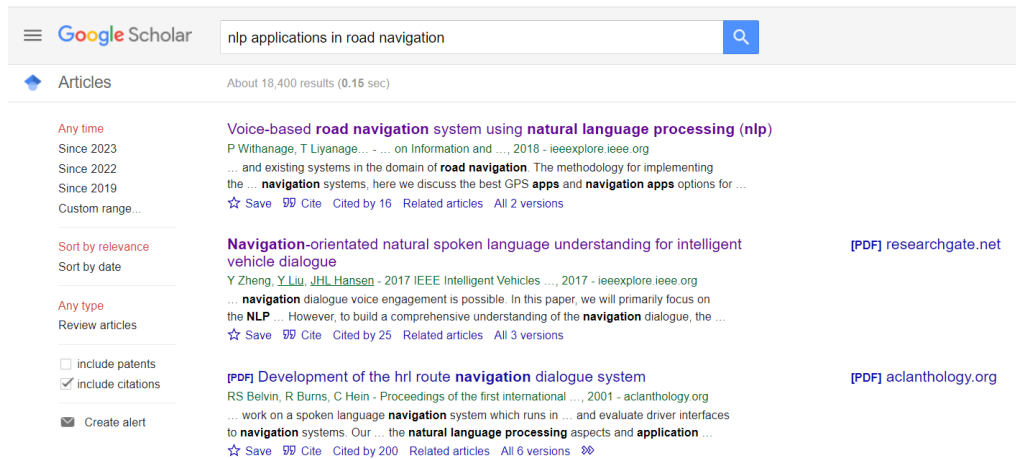 Google Scholar
nlp applications in road navigation
Articles
About 18,400 results (0.15 sec)
Any time
Since 2023
Since 2022
Since 2019
Custom range...
Sort by relevance
Sort by date
Any type
Review articles
include patents
include citations
Create alert
Voice-based road navigation system using natural language processing (nlp)
P Withanage, T Liyanage… - … on Information and …, 2018 - ieeexplore.ieee.org
… and existing systems in the domain of road navigation. The methodology for implementing
the … navigation systems, here we discuss the best GPS apps and navigation apps options for …
Save Cite Cited by 16 Related articles All 2 versions
Navigation-orientated natural spoken language understanding for intelligent
vehicle dialogue
[PDF] researchgate.net
Y Zheng, Y Liu, JHL Hansen - 2017 IEEE Intelligent Vehicles …, 2017 - ieeexplore.ieee.org
… navigation dialogue voice engagement is possible. In this paper, we will primarily focus on
the NLP … However, to build a comprehensive understanding of the navigation dialogue, the …
Save Cite Cited by 25 Related articles All 3 versions
[PDF] Development of the hrl route navigation dialogue system
[PDF] aclanthology.org
RS Belvin, R Burns, C Hein - Proceedings of the first international …, 2001 - aclanthology.org
… work on a spoken language navigation system which runs in … and evaluate driver interfaces
to navigation systems. Our … the natural language processing aspects and application …
Save Cite Cited by 200 Related articles All 6 versions